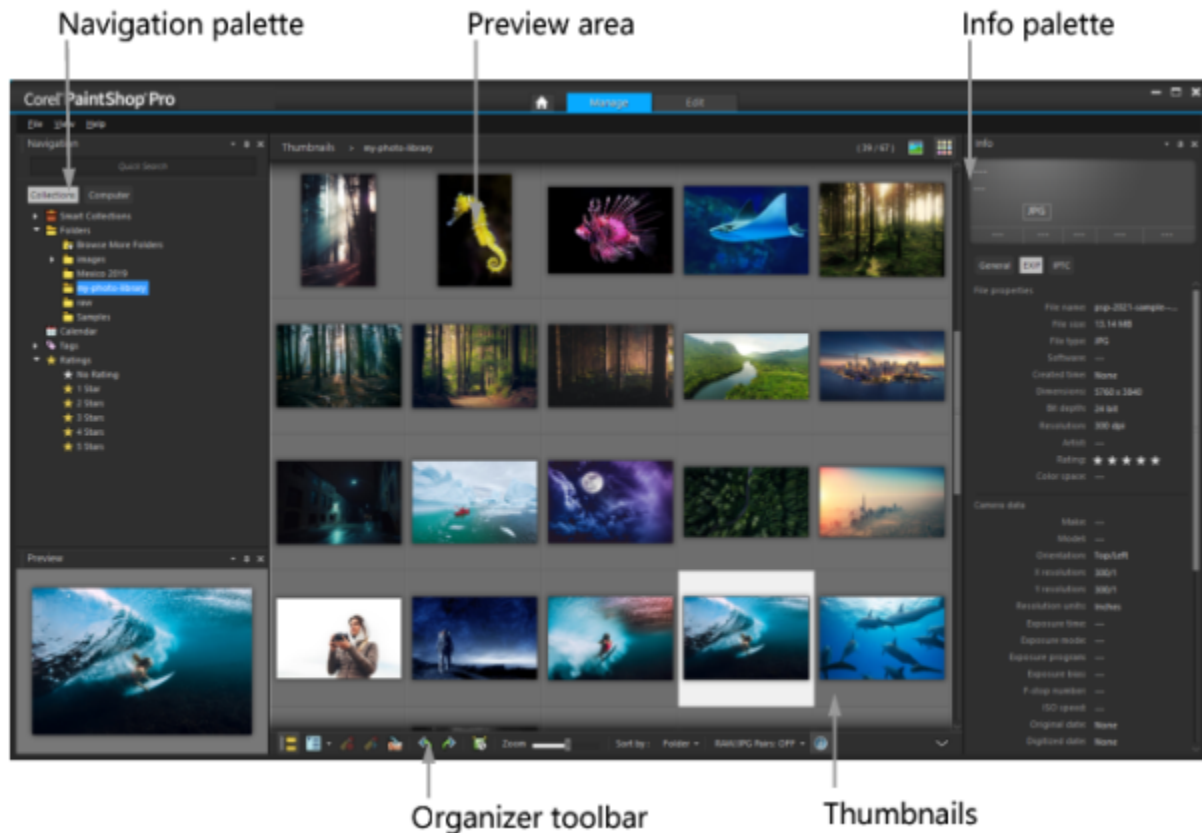 Navigation palette
Preview area
Info palette
Corel PaintShop Pro
Manage
Edit
File View Help
Navigation
Quick Search
Collections
Computer
Smart Collections
Folders
Browse More Folders
images
Mexico 2019
my-photo-library
raw
Samples
Calendar
Tags
Ratings
No Rating
1 Star
2 Stars
3 Stars
4 Stars
5 Stars
Preview
Thumbnails > my-photo-library
(39 / 67)
Zoom
Sort by : Folder
RAW/JPG Pairs: OFF
Info
JPG
General EXIF IPTC
File properties
File name: psp-2021-sample--...
File size: 13.14 MB
File type: JPG
Software: ---
Created time: None
Dimensions: 5760 x 3840
Bit depth: 24 bit
Resolution: 300 dpi
Artist: ---
Rating: ★ ★ ★ ★ ★
Color space: ---
Camera data
Make: ---
Model: ---
Orientation: Top/Left
X resolution: 300/1
Y resolution: 300/1
Resolution units: Inches
Exposure time: ---
Exposure mode: ---
Exposure program: ---
Exposure bias: ---
F-stop number: ---
ISO speed: ---
Original date: None
Digitized date: None
Organizer toolbar
Thumbnails